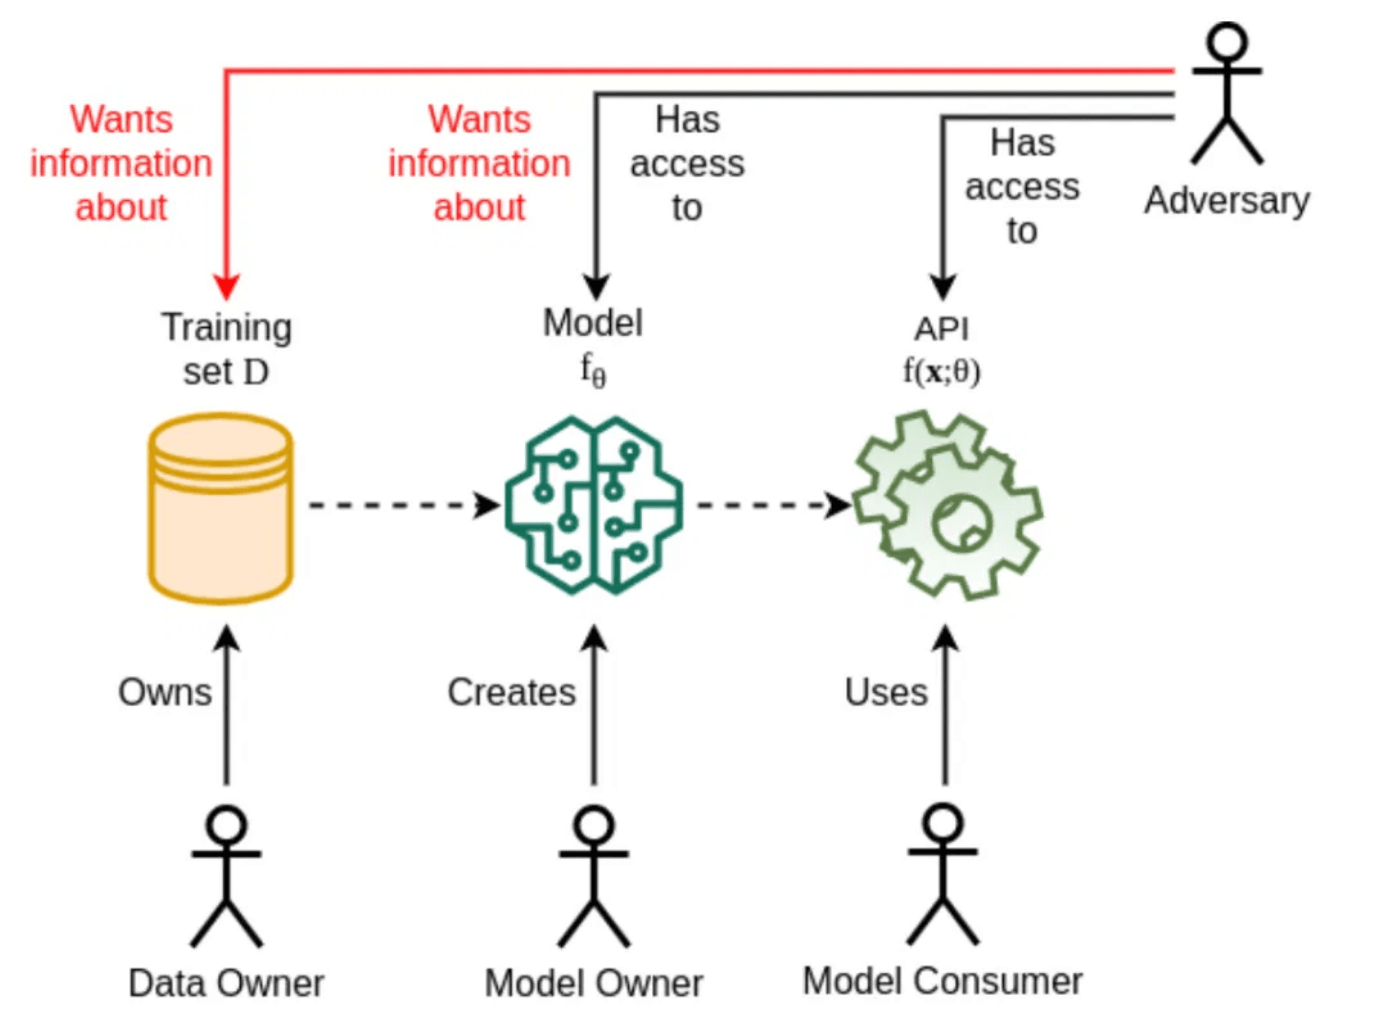 Wants
information
about
Wants
information
about
Has
access
to
Has
access
to
Adversary
Training
set D
Model
fθ
API
f(x;θ)
Owns
Creates
Uses
Data Owner
Model Owner
Model Consumer